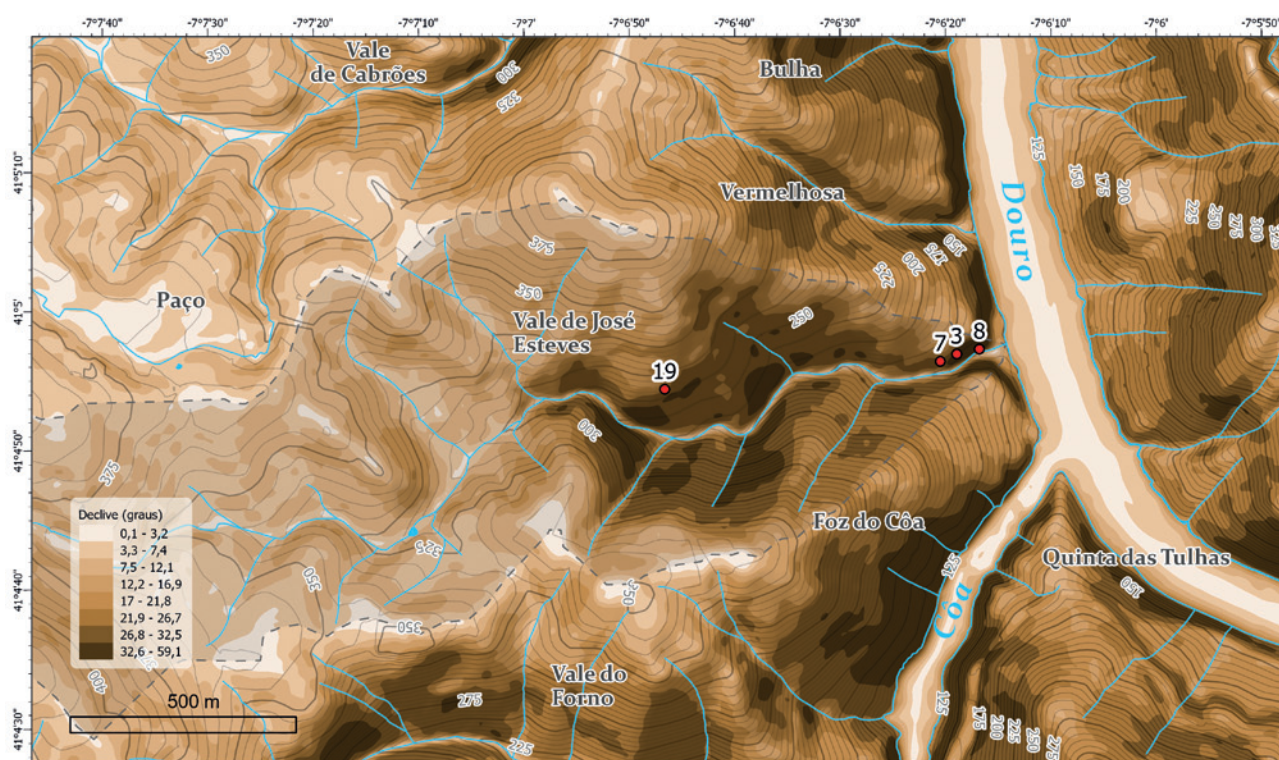 -7°7'40"
-7°7'30"
-7°7'20"
-7°7'10"
-7°7'
-7°6'50"
-7°6'40"
-7°6'30"
-7°6'20"
-7°6'10"
-7°6'
-7°5'50"
41°5'10"
41°5'
41°4'50"
41°4'40"
41°4'30"
350
Vale
de Cabrões
300
325
Bulha
125
150
175
200
225
250
275
300
Vermelhosa
Douro
150
175
200
225
375
350
Paço
Vale de José
Esteves
250
7
3
8
19
300
375
Declive (graus)
0,1 - 3,2
3,3 - 7,4
7,5 - 12,1
12,2 - 16,9
17 - 21,8
21,9 - 26,7
26,8 - 32,5
32,6 - 59,1
325
Foz do Côa
125
Quinta das Tulhas
150
350
350
350
Côa
Vale do
Forno
275
400
500 m
225
125
175
200
225
250
275